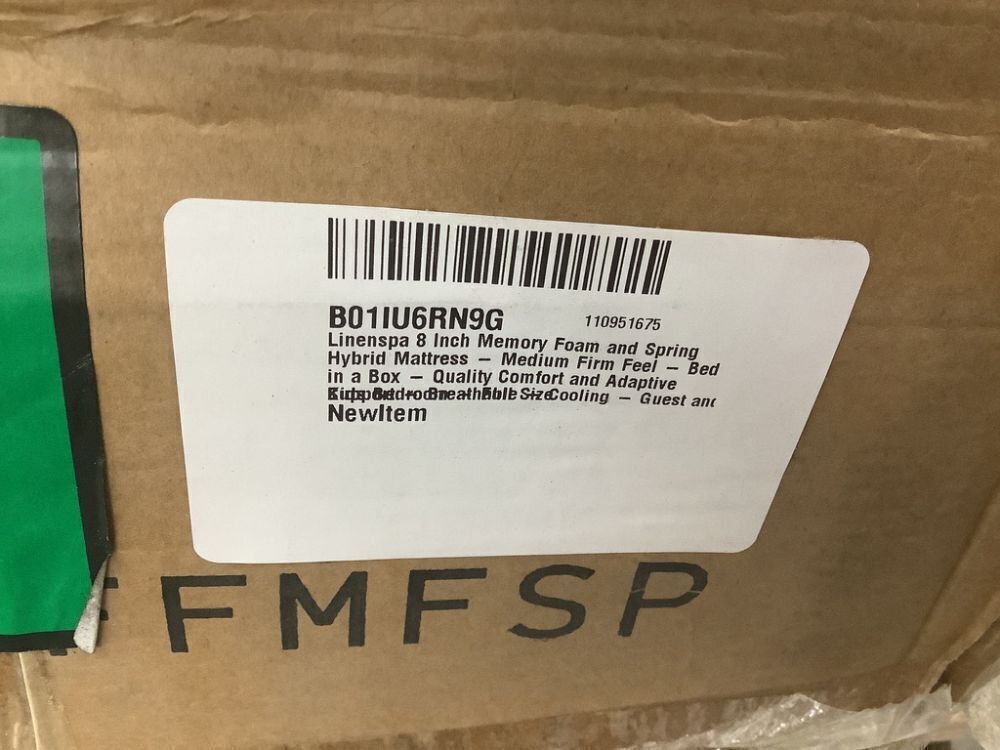 B01IU6RN9G
110951675
Linenspa 8 Inch Memory Foam and Spring
Hybrid Mattress – Medium Firm Feel – Bed
in a Box – Quality Comfort and Adaptive
Cooling – Guest and
NewItem
FMFSP